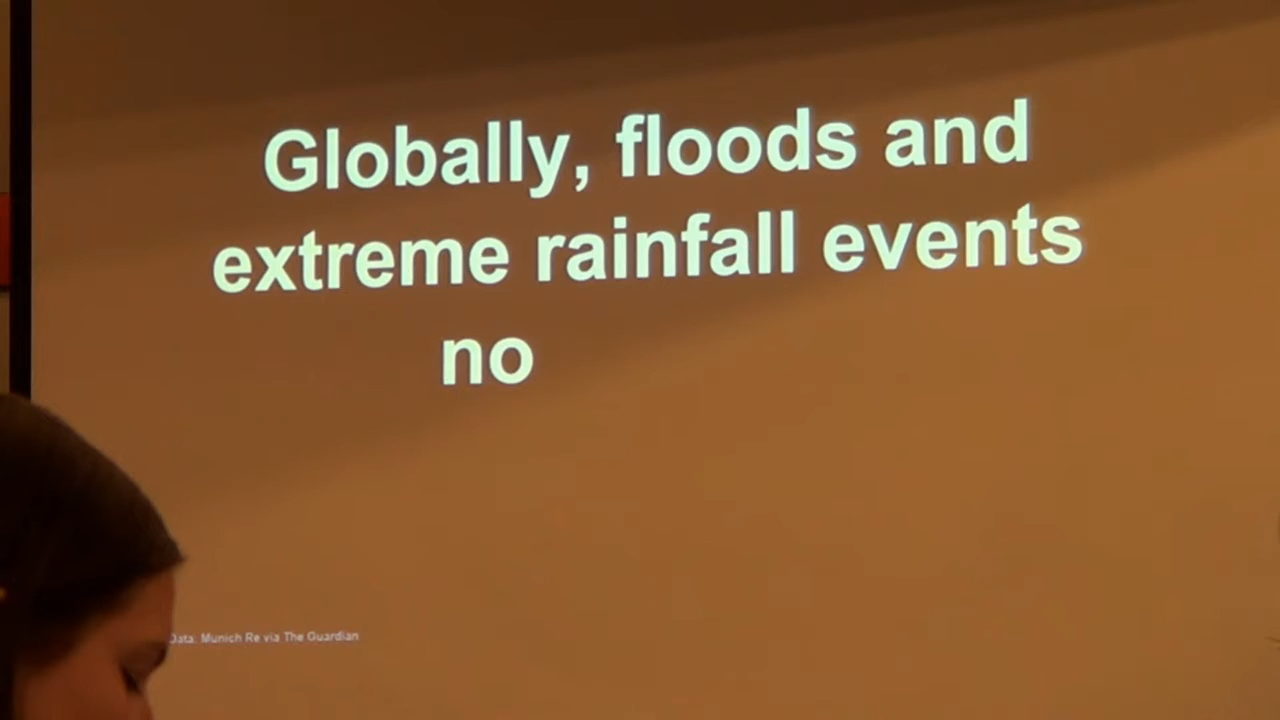 Globally, floods and
extreme rainfall events
no
Data: Munich Re via The Guardian